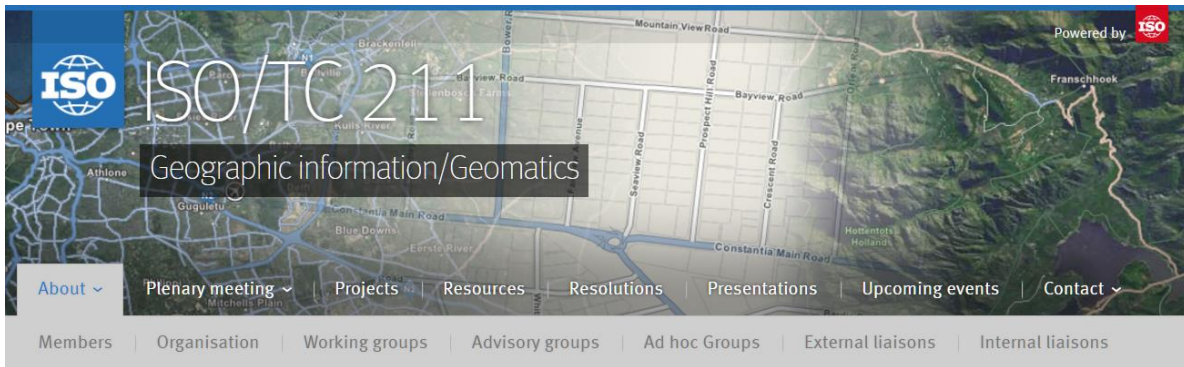 Powered by ISO
ISO
ISO/TC 211
Geographic information/Geomatics
Mountain View Road
Brackenfell
Bower Road
N1
Bayview Road
Bayview Road
Prospect Hill Road
Franschhoek
Kuils River
Athlone
Seaview Road
Crescent Road
Guguletu
Constantia Main Road
Blue Downs
Eerste River
Hottentots
Holland
Constantia Main Road
Mitchells Plain
About
Plenary meeting
Projects
Resources
Resolutions
Presentations
Upcoming events
Contact
Members
Organisation
Working groups
Advisory groups
Ad hoc Groups
External liaisons
Internal liaisons